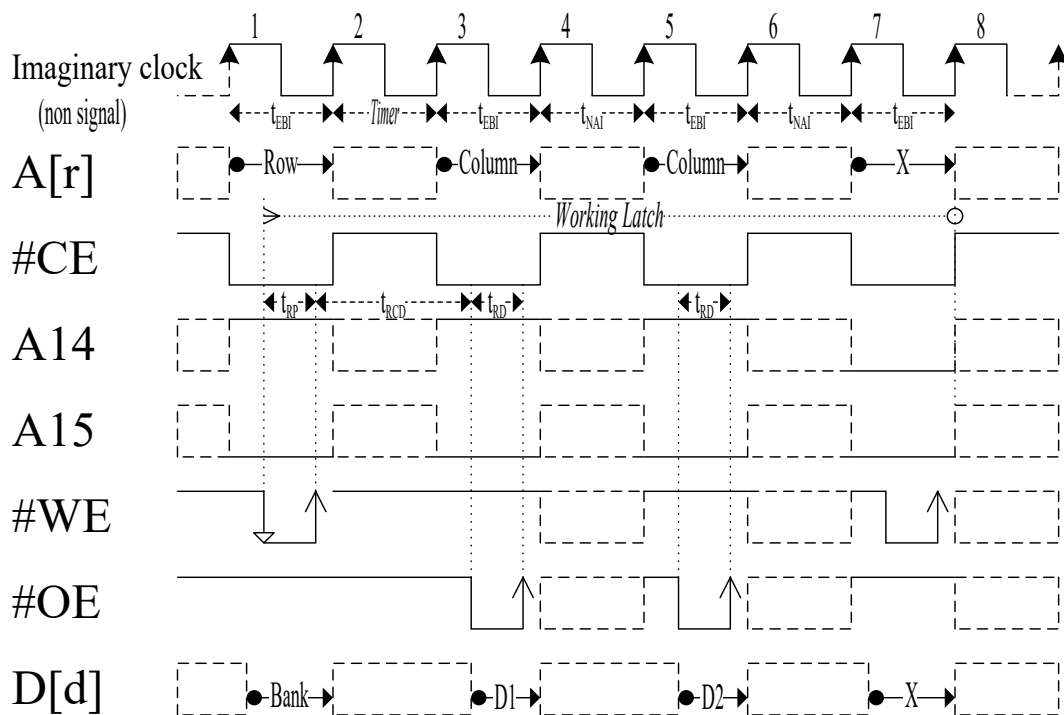 1 2 3 4 5 6 7 8
Imaginary clock
(non signal)
tEBI Timer tEBI tNAI tEBI tNAI tEBI
A[r] Row Column Column X
Working Latch
#CE
tRP tRCD tRD tRD
A14
A15
#WE
#OE
D[d] Bank D1 D2 X